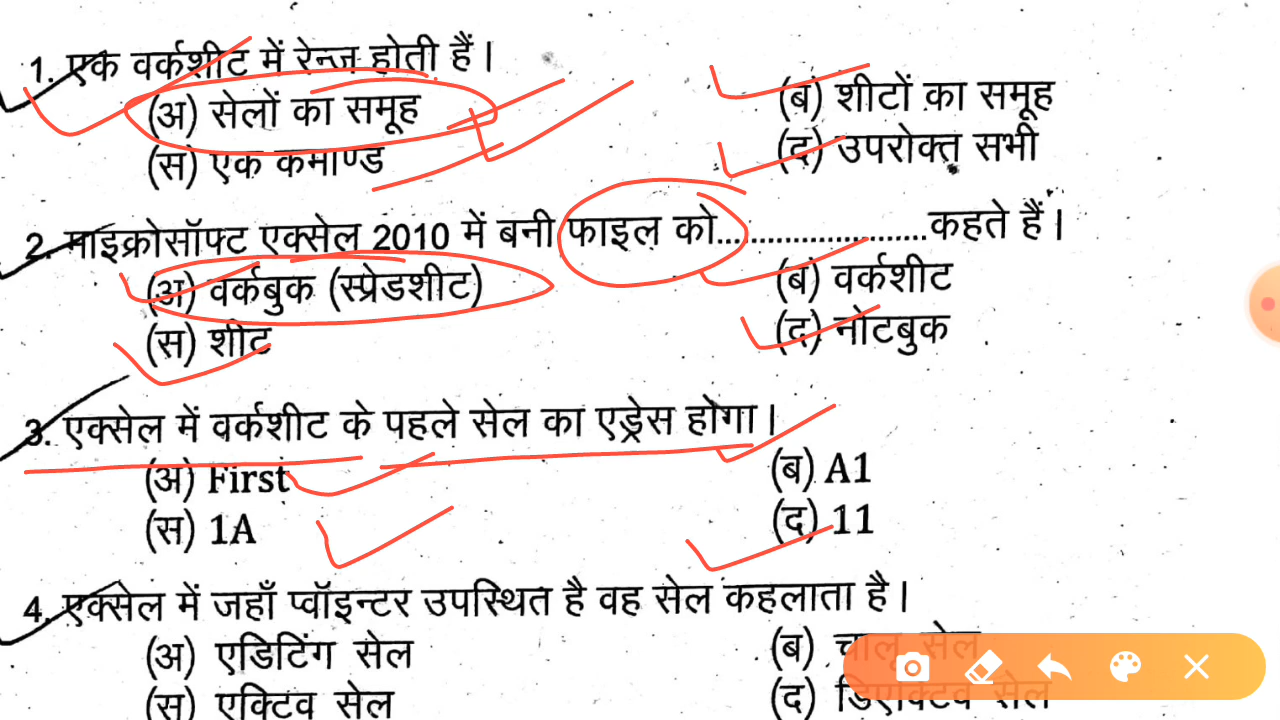 1. एक वर्कशीट में रेन्ज होती हैं।
(अ) सेलों का समूह (ब) शीटों का समूह
(स) एक कमाण्ड (द) उपरोक्त सभी
2. माइक्रोसॉफ्ट एक्सेल 2010 में बनी फाइल को........................कहते हैं।
(अ) वर्कबुक (स्प्रेडशीट) (ब) वर्कशीट
(स) शीट (द) नोटबुक
3. एक्सेल में वर्कशीट के पहले सेल का एड्रेस होगा।
(अ) First (ब) A1
(स) 1A (द) 11
4. एक्सेल में जहाँ प्वॉइन्टर उपस्थित है वह सेल कहलाता है।
(अ) एडिटिंग सेल (ब) चालू सेल
(स) एक्टिव सेल (द) डिएक्टिव सेल